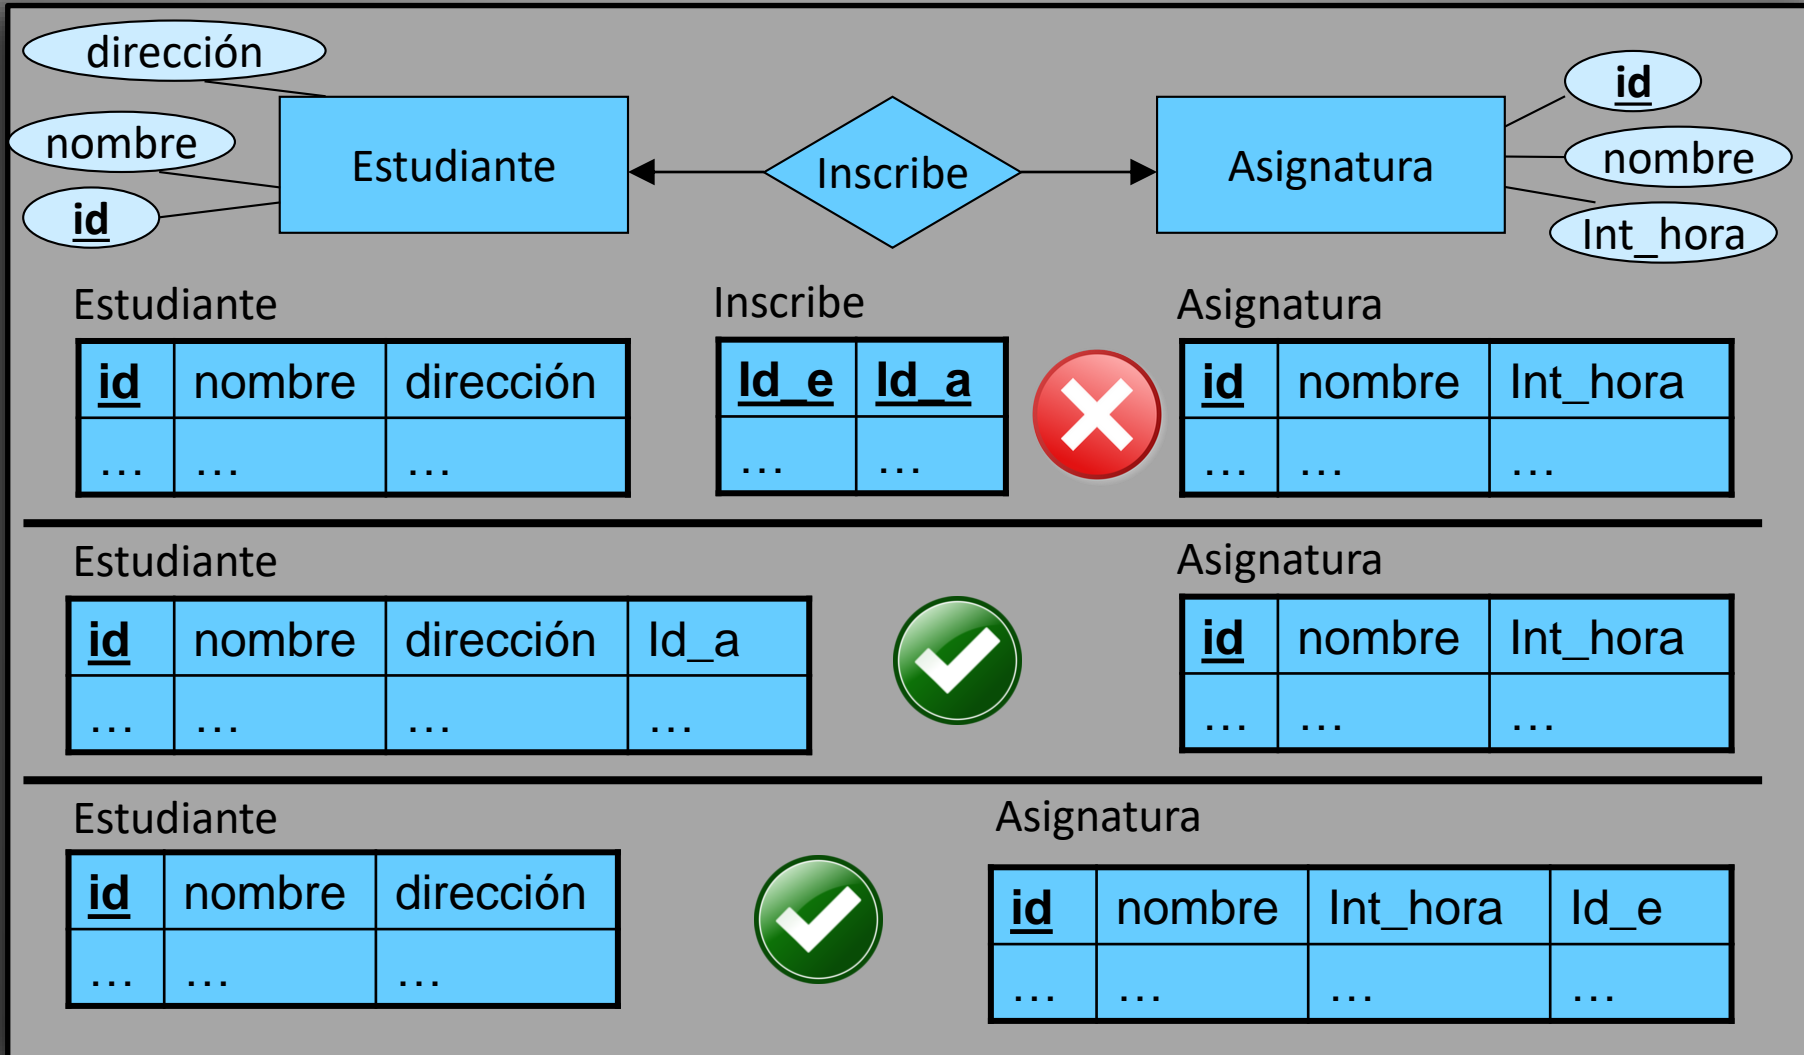 dirección
nombre
id
Estudiante
Inscribe
Asignatura
id
nombre
Int_hora
Estudiante
id nombre dirección
... ... ...
Inscribe
Id_e Id_a
... ...
Asignatura
id nombre Int_hora
... ... ...
Estudiante
id nombre dirección Id_a
... ... ... ...
Asignatura
id nombre Int_hora
... ... ...
Estudiante
id nombre dirección
... ... ...
Asignatura
id nombre Int_hora Id_e
... ... ... ...